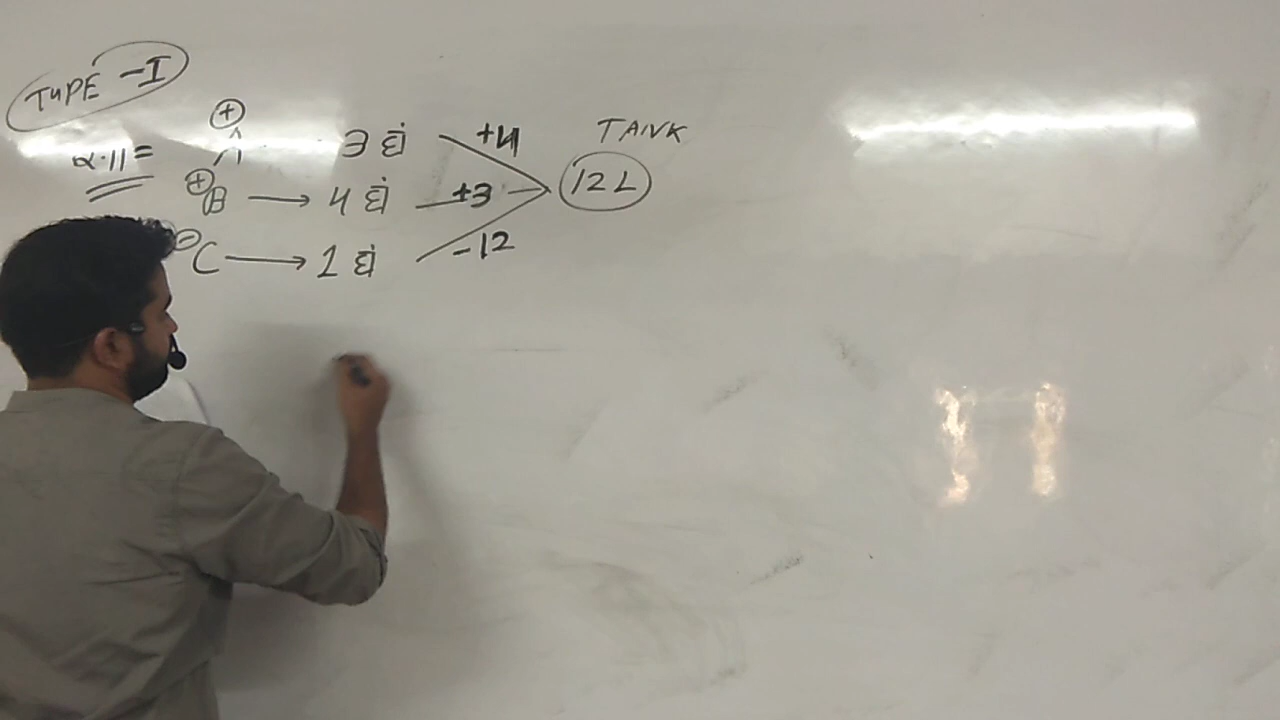 TYPE - I
TANK
⊕
α.11 = A 3 घं +4
⊕ B → 4 घं +3 12 L
⊖ C → 1 घं -12